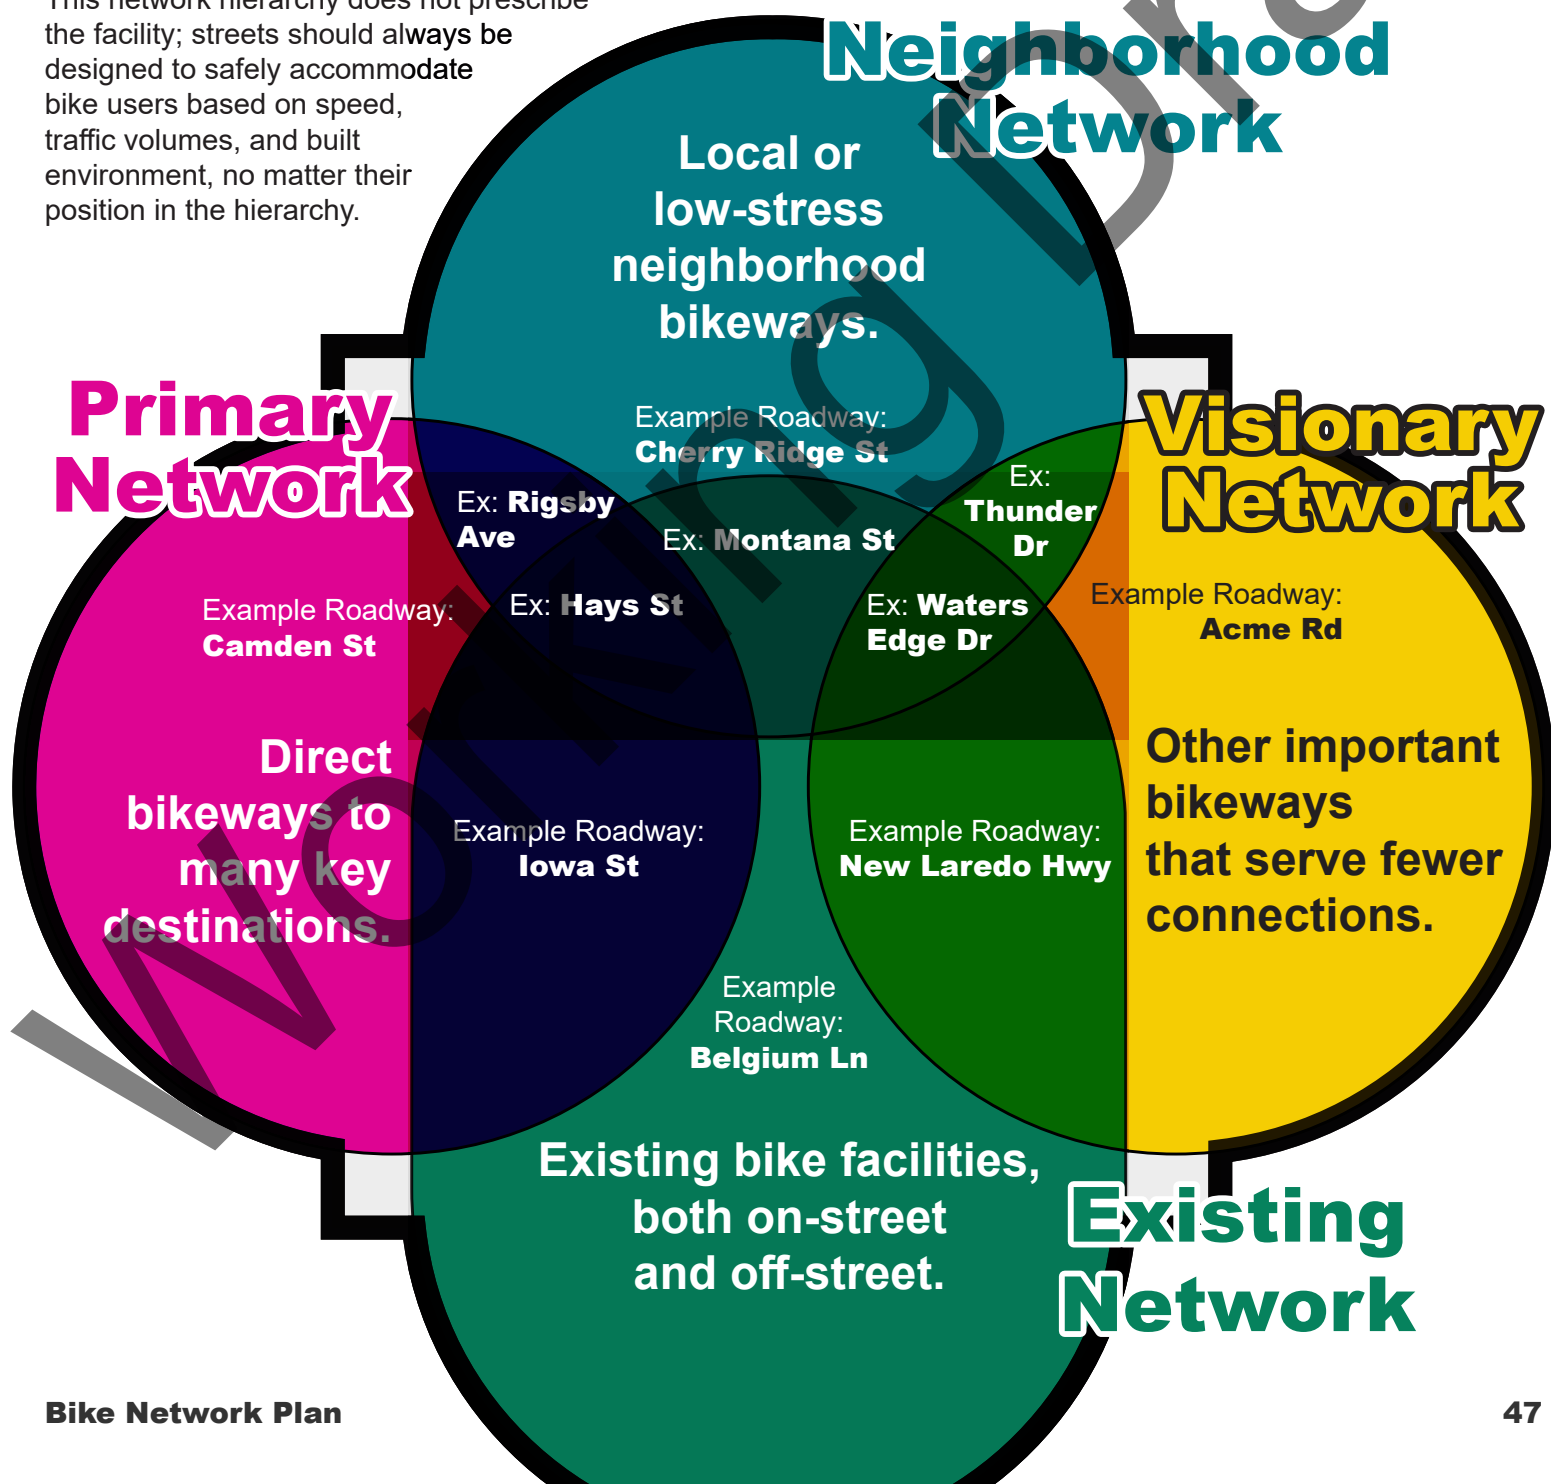 This network hierarchy does not prescribe
the facility; streets should always be
designed to safely accommodate
bike users based on speed,
traffic volumes, and built
environment, no matter their
position in the hierarchy.
Neighborhood
Network
Local or
low-stress
neighborhood
bikeways.
Example Roadway:
Cherry Ridge St
Primary
Network
Visionary
Network
Ex: Rigsby
Ave
Ex: Montana St
Ex:
Thunder
Dr
Example Roadway:
Camden St
Ex: Hays St
Ex: Waters
Edge Dr
Example Roadway:
Acme Rd
Direct
bikeways to
many key
destinations.
Example Roadway:
Iowa St
Example Roadway:
New Laredo Hwy
Other important
bikeways
that serve fewer
connections.
Example
Roadway:
Belgium Ln
Existing bike facilities,
both on-street
and off-street.
Existing
Network
Working
Bike Network Plan
47